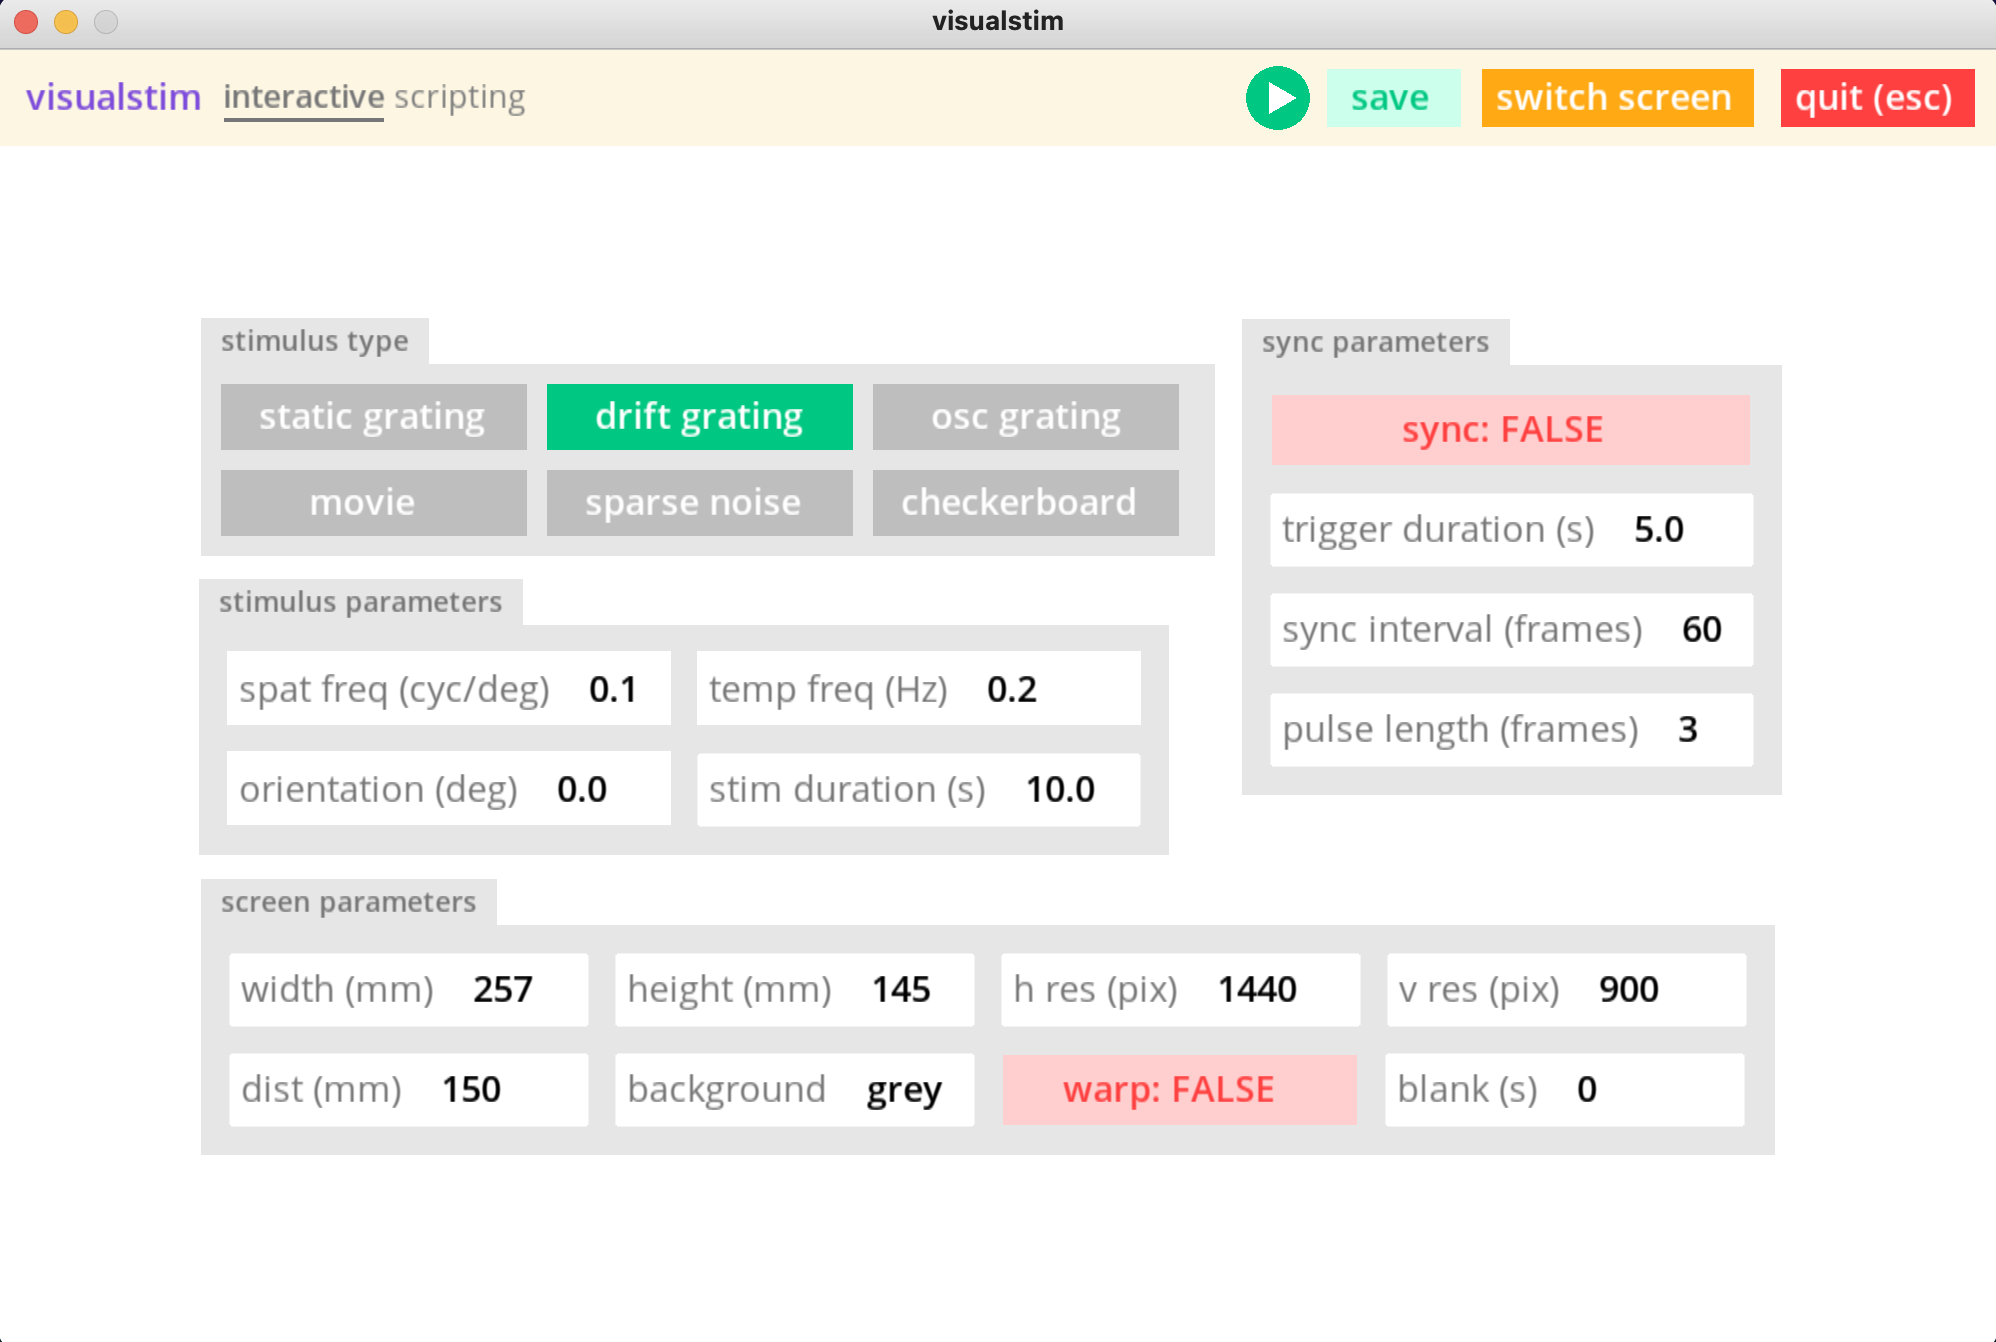 visualstim
visualstim interactive scripting save switch screen quit (esc)
stimulus type
static grating drift grating osc grating
movie sparse noise checkerboard
sync parameters
sync: FALSE
trigger duration (s) 5.0
sync interval (frames) 60
pulse length (frames) 3
stimulus parameters
spat freq (cyc/deg) 0.1 temp freq (Hz) 0.2
orientation (deg) 0.0 stim duration (s) 10.0
screen parameters
width (mm) 257 height (mm) 145 h res (pix) 1440 v res (pix) 900
dist (mm) 150 background grey warp: FALSE blank (s) 0